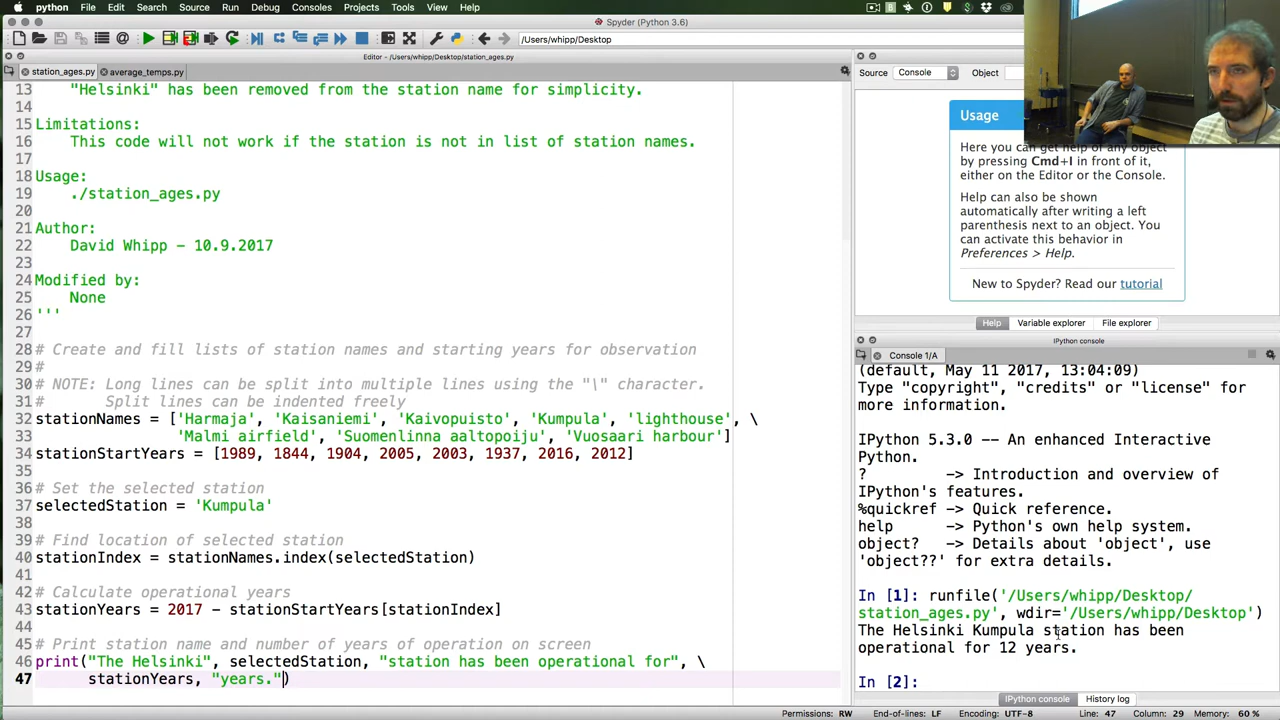 python File Edit Search Source Run Debug Consoles Projects Tools View Help
Spyder (Python 3.6)
/Users/whipp/Desktop
Editor - /Users/whipp/Desktop/station_ages.py
station_ages.py average_temps.py
13 "Helsinki" has been removed from the station name for simplicity.
14
15 Limitations:
16 This code will not work if the station is not in list of station names.
17
18 Usage:
19 ./station_ages.py
20
21 Author:
22 David Whipp - 10.9.2017
23
24 Modified by:
25 None
26 '''
27
28 # Create and fill lists of station names and starting years for observation
29 #
30 # NOTE: Long lines can be split into multiple lines using the "\" character.
31 # Split lines can be indented freely
32 stationNames = ['Harmaja', 'Kaisaniemi', 'Kaivopuisto', 'Kumpula', 'lighthouse', \
33 'Malmi airfield', 'Suomenlinna aaltopoiju', 'Vuosaari harbour']
34 stationStartYears = [1989, 1844, 1904, 2005, 2003, 1937, 2016, 2012]
35
36 # Set the selected station
37 selectedStation = 'Kumpula'
38
39 # Find location of selected station
40 stationIndex = stationNames.index(selectedStation)
41
42 # Calculate operational years
43 stationYears = 2017 - stationStartYears[stationIndex]
44
45 # Print station name and number of years of operation on screen
46 print("The Helsinki", selectedStation, "station has been operational for", \
47 stationYears, "years.")
Source Console Object
Usage
Here you can get help of any object
by pressing Cmd+I in front of it,
either on the Editor or the Console.
Help can also be shown
automatically after writing a left
parenthesis next to an object. You
can activate this behavior in
Preferences > Help.
New to Spyder? Read our tutorial
Help Variable explorer File explorer
IPython console
Console 1/A
(default, May 11 2017, 13:04:09)
Type "copyright", "credits" or "license" for
more information.
IPython 5.3.0 -- An enhanced Interactive
Python.
? -> Introduction and overview of
IPython's features.
%quickref -> Quick reference.
help -> Python's own help system.
object? -> Details about 'object', use
'object??' for extra details.
In [1]: runfile('/Users/whipp/Desktop/
station_ages.py', wdir='/Users/whipp/Desktop')
The Helsinki Kumpula station has been
operational for 12 years.
In [2]:
IPython console History log
Permissions: RW End-of-lines: LF Encoding: UTF-8 Line: 47 Column: 29 Memory: 60 %